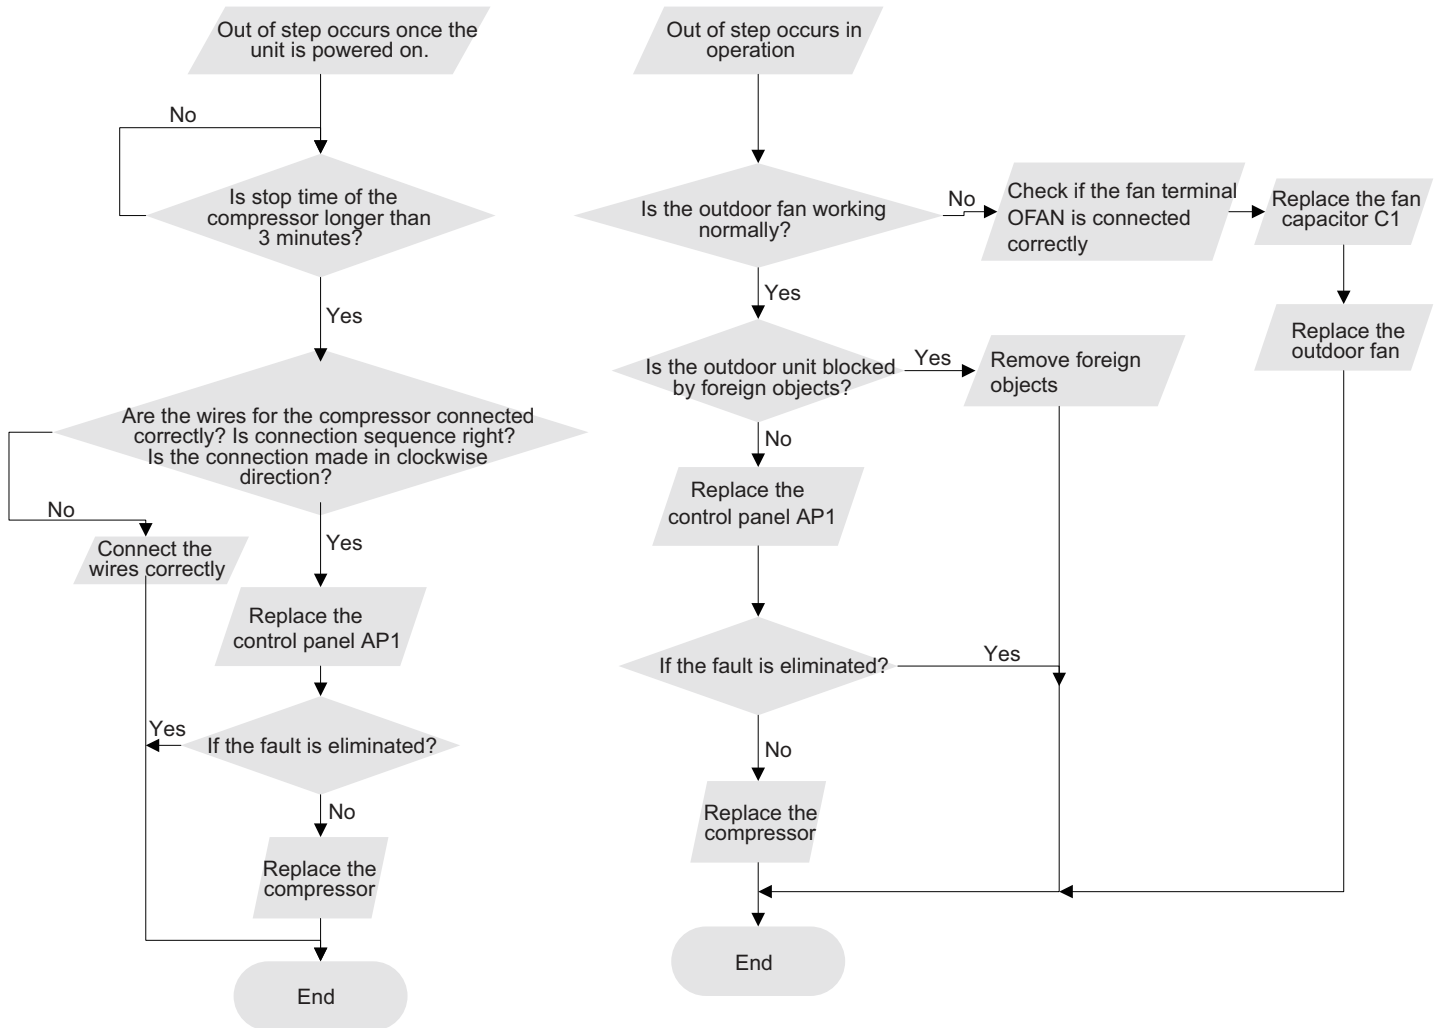 Out of step occurs once the
unit is powered on.
No
Is stop time of the
compressor longer than
3 minutes?
Yes
Are the wires for the compressor connected
correctly? Is connection sequence right?
Is the connection made in clockwise
direction?
No
Connect the
wires correctly
Yes
Replace the
control panel AP1
Yes
If the fault is eliminated?
No
Replace the
compressor
End
Out of step occurs in
operation
Is the outdoor fan working
normally?
No
Check if the fan terminal
OFAN is connected
correctly
Replace the fan
capacitor C1
Replace the
outdoor fan
Yes
Is the outdoor unit blocked
by foreign objects?
Yes
Remove foreign
objects
No
Replace the
control panel AP1
If the fault is eliminated?
Yes
No
Replace the
compressor
End